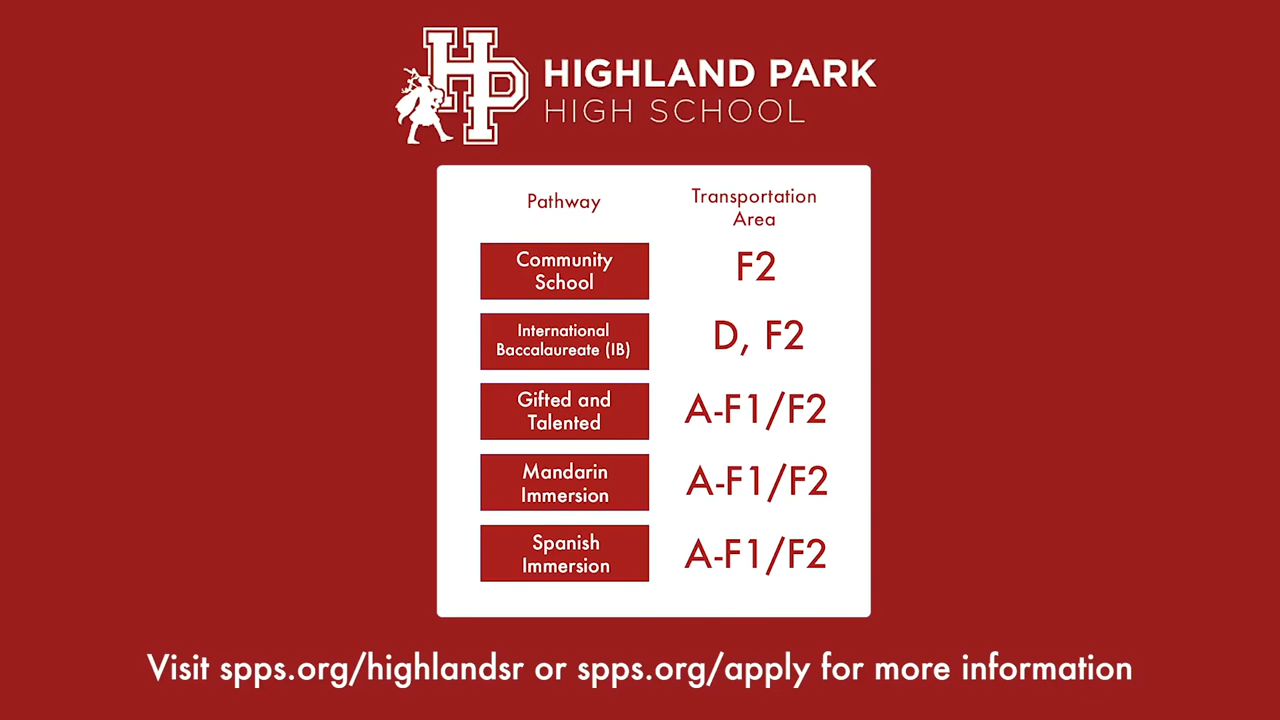 HP
HIGHLAND PARK
HIGH SCHOOL
Pathway
Transportation
Area
Community
School
F2
International
Baccalaureate (IB)
D, F2
Gifted and
Talented
A-F1/F2
Mandarin
Immersion
A-F1/F2
Spanish
Immersion
A-F1/F2
Visit spps.org/highlandsr or spps.org/apply for more information